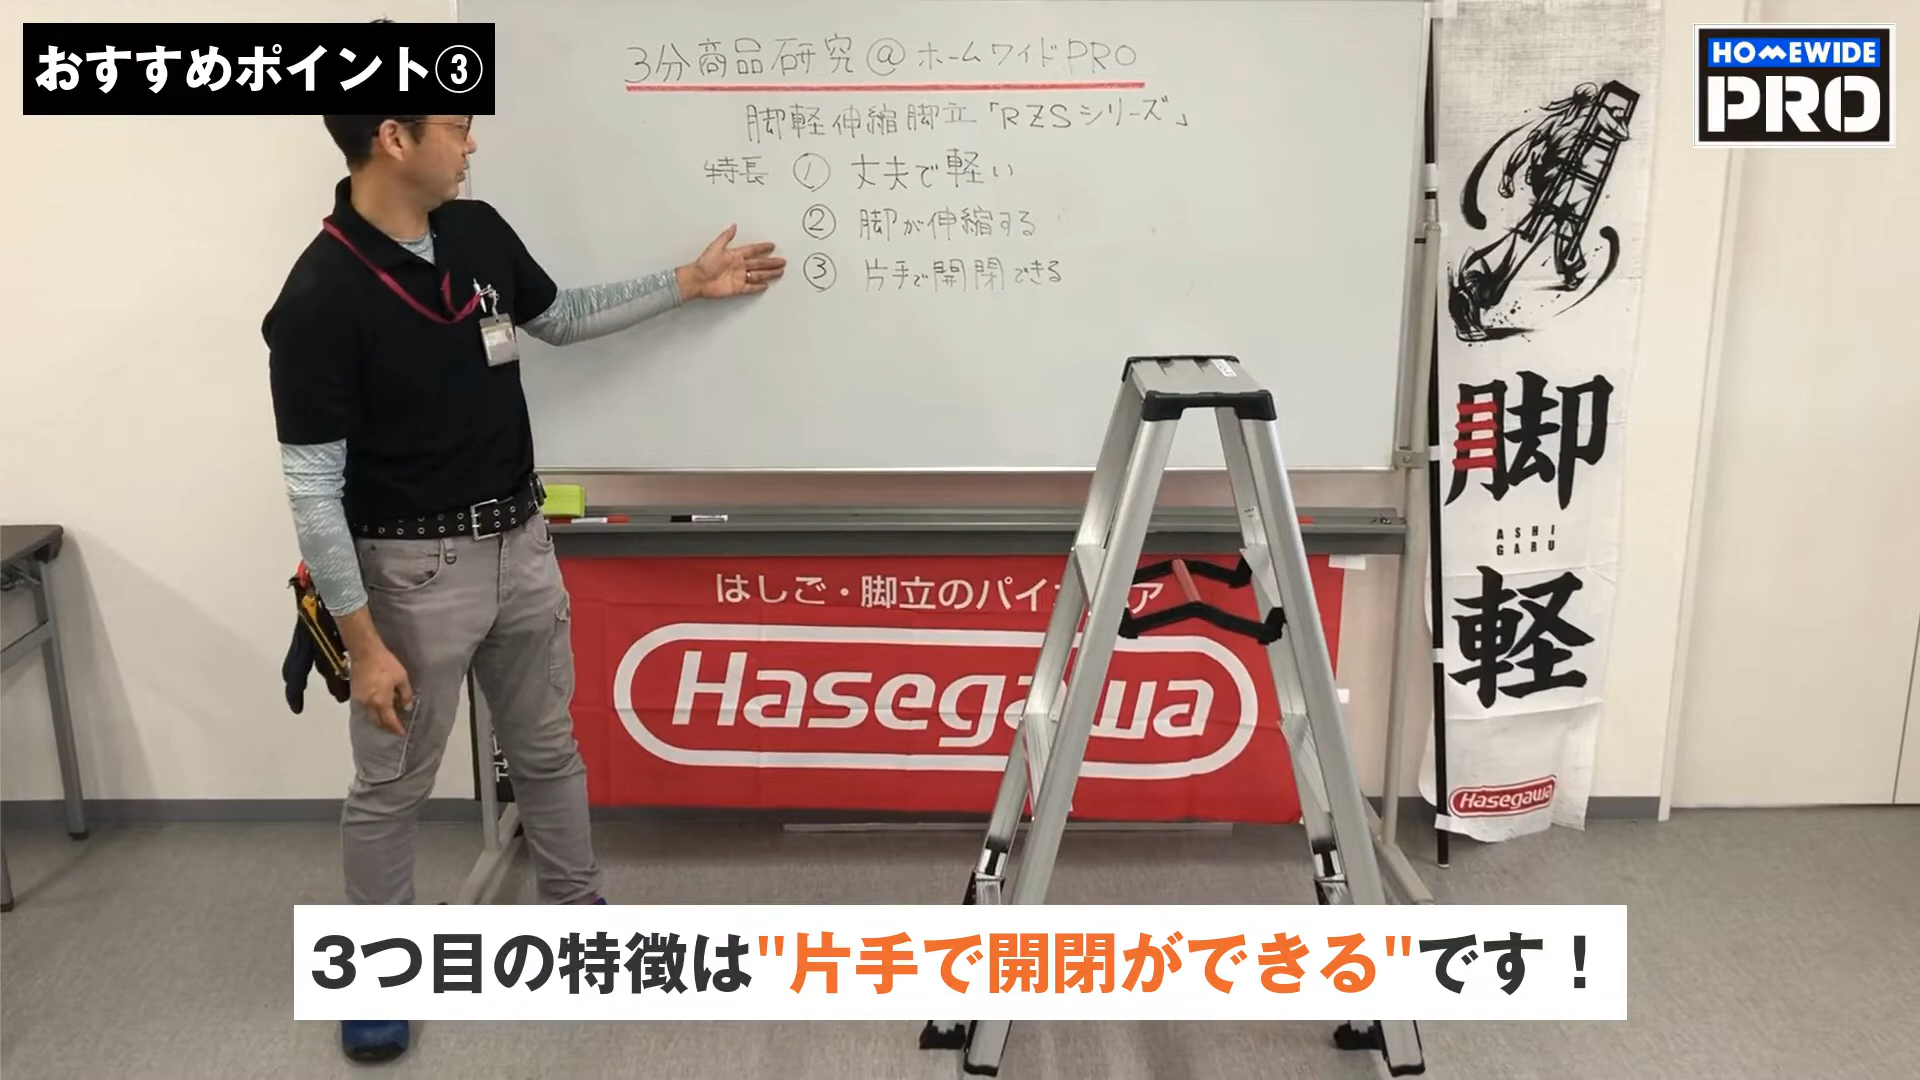 おすすめポイント③
HOMEWIDE
PRO
3分商品研究@ホームワイドPRO
脚軽伸縮脚立「RZSシリーズ」
特長 ① 丈夫で軽い
② 脚が伸縮する
③ 片手で開閉できる
脚
ASHI
GARU
軽
Hasegawa
はしご・脚立のパイ
ア
Hasegawa
3つ目の特徴は"片手で開閉ができる"です！